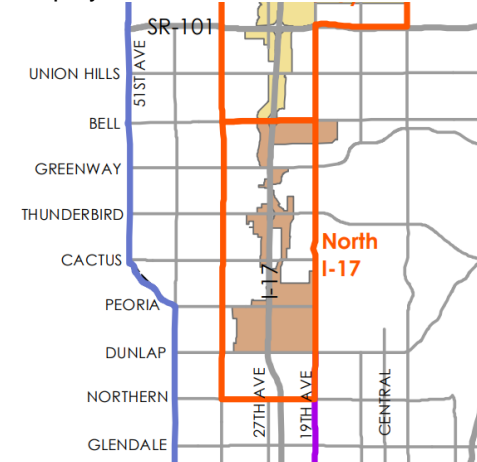 SR-101
UNION HILLS
51ST AVE
BELL
GREENWAY
THUNDERBIRD
North
I-17
CACTUS
I-17
PEORIA
DUNLAP
NORTHERN
27TH AVE
19TH AVE
CENTRAL
GLENDALE